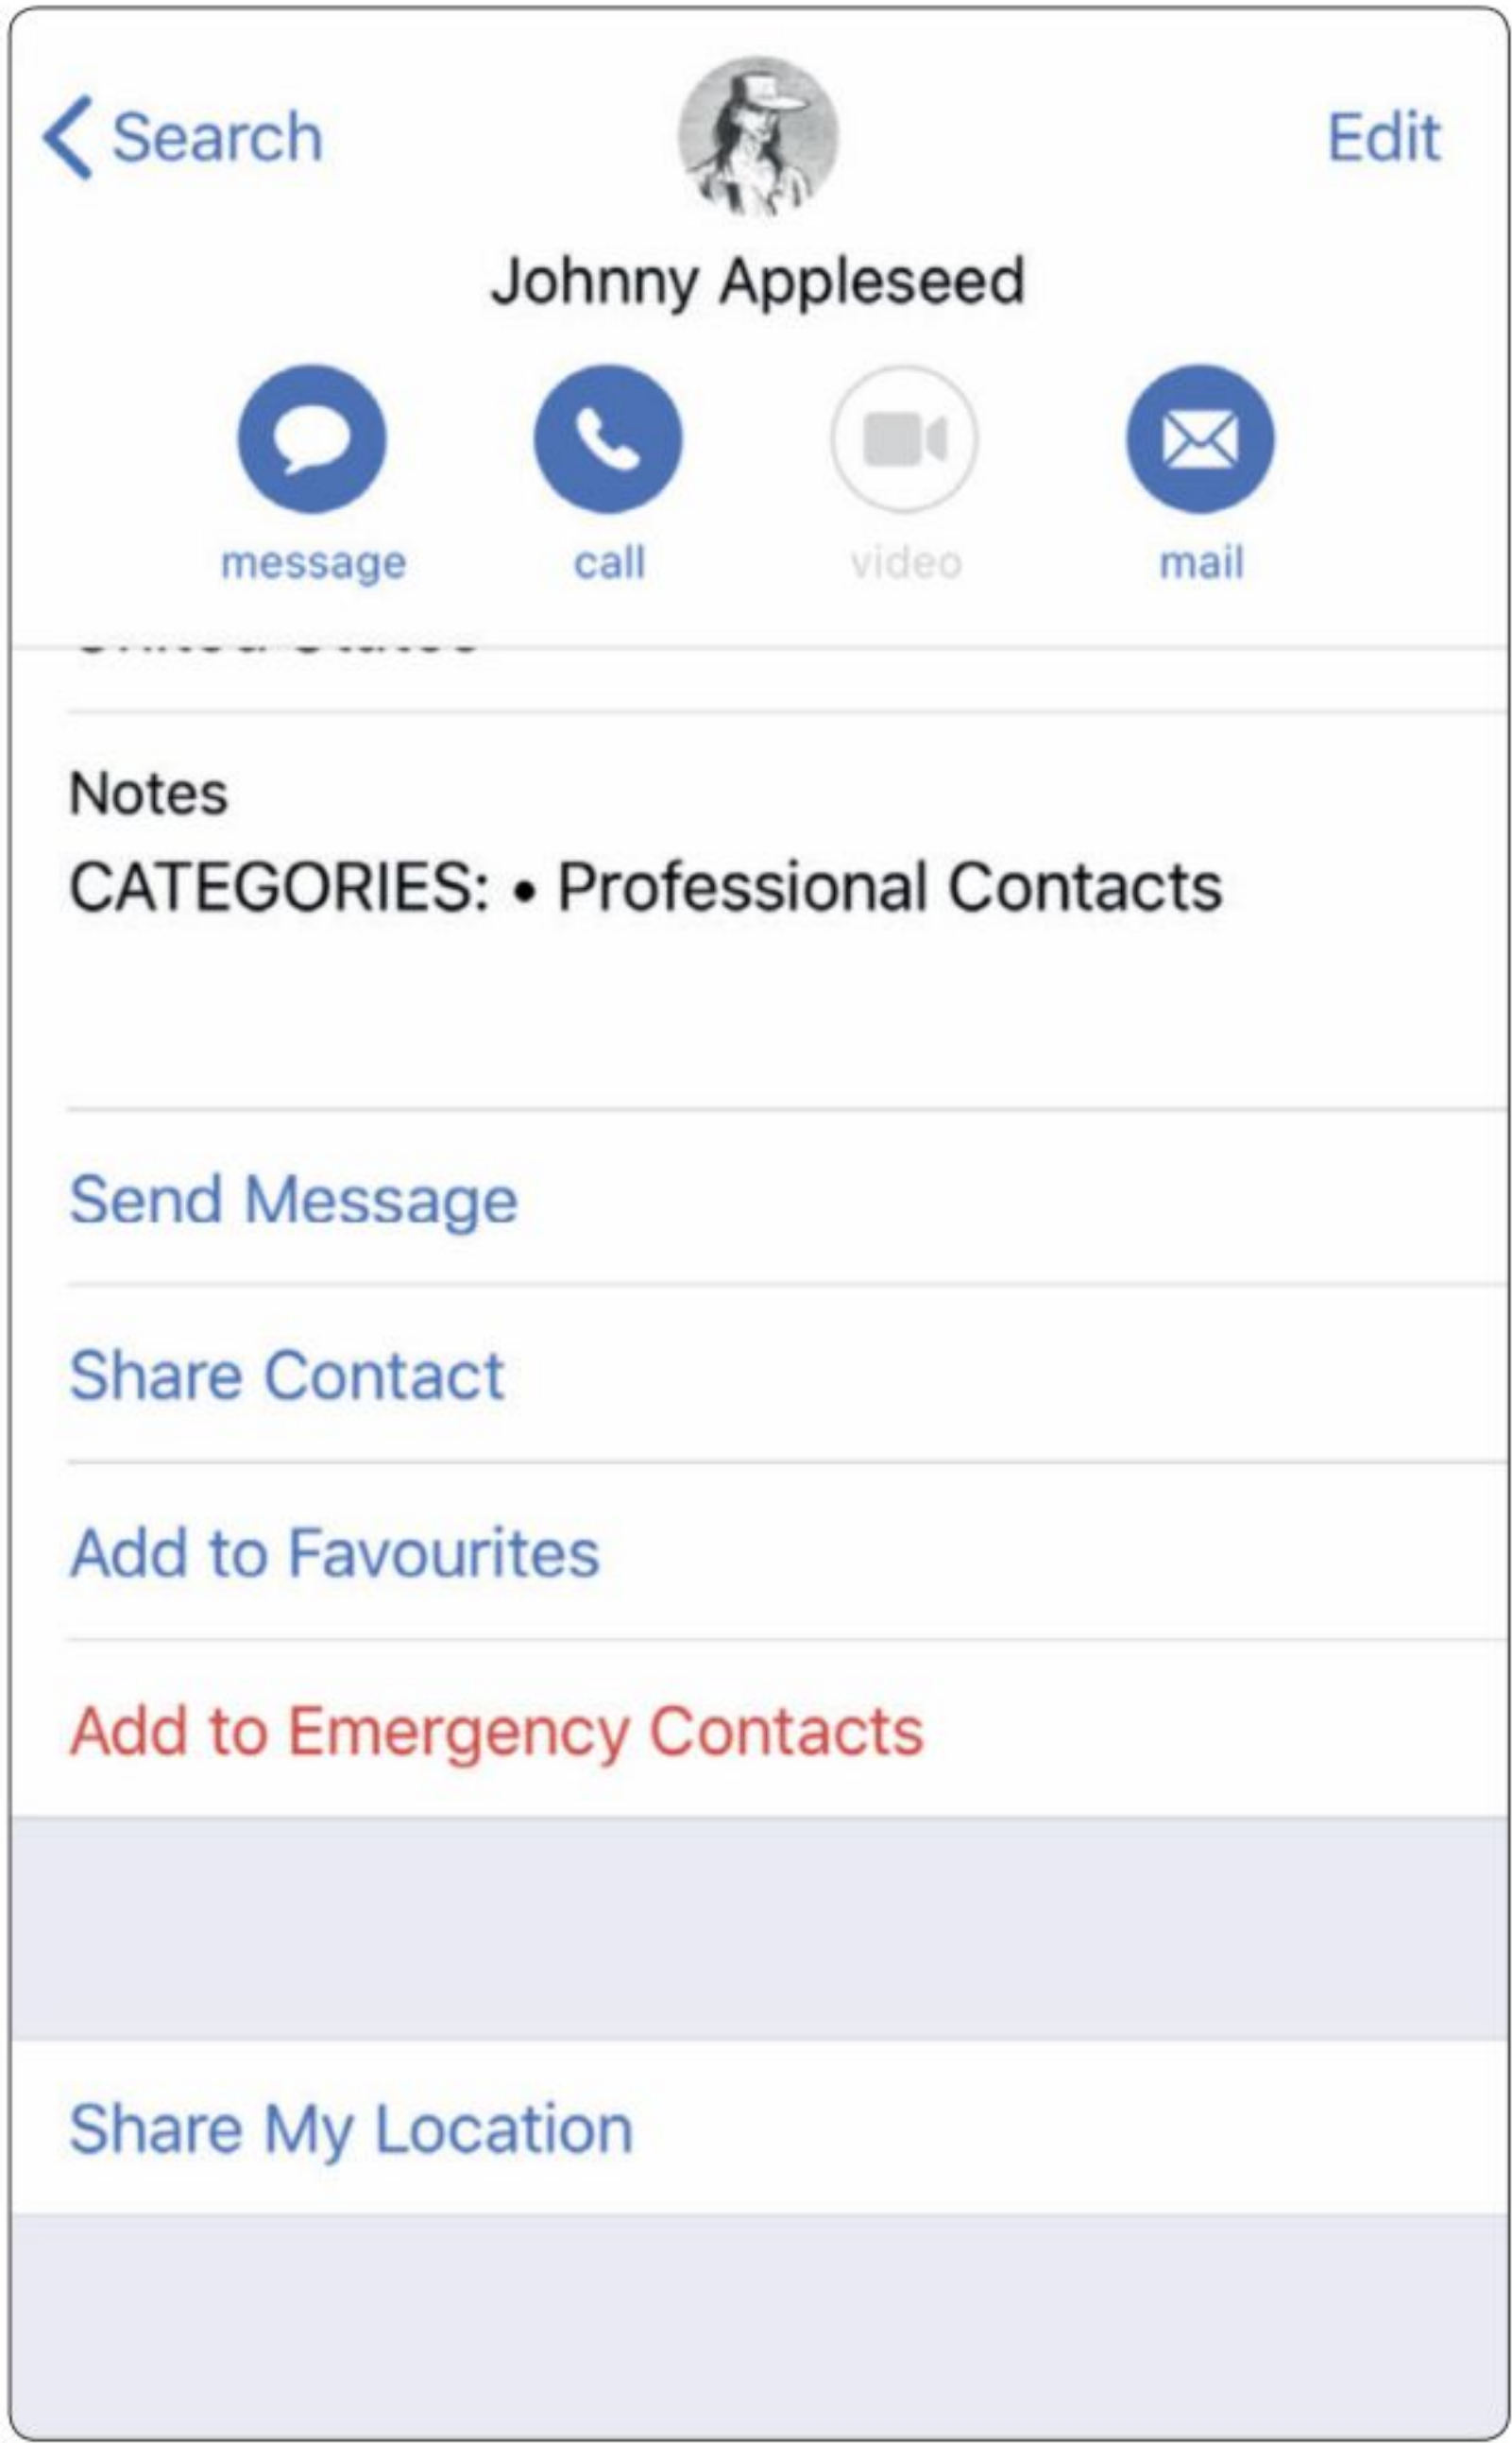 Search
Edit
Johnny Appleseed
message call video mail
Notes
CATEGORIES: • Professional Contacts
Send Message
Share Contact
Add to Favourites
Add to Emergency Contacts
Share My Location